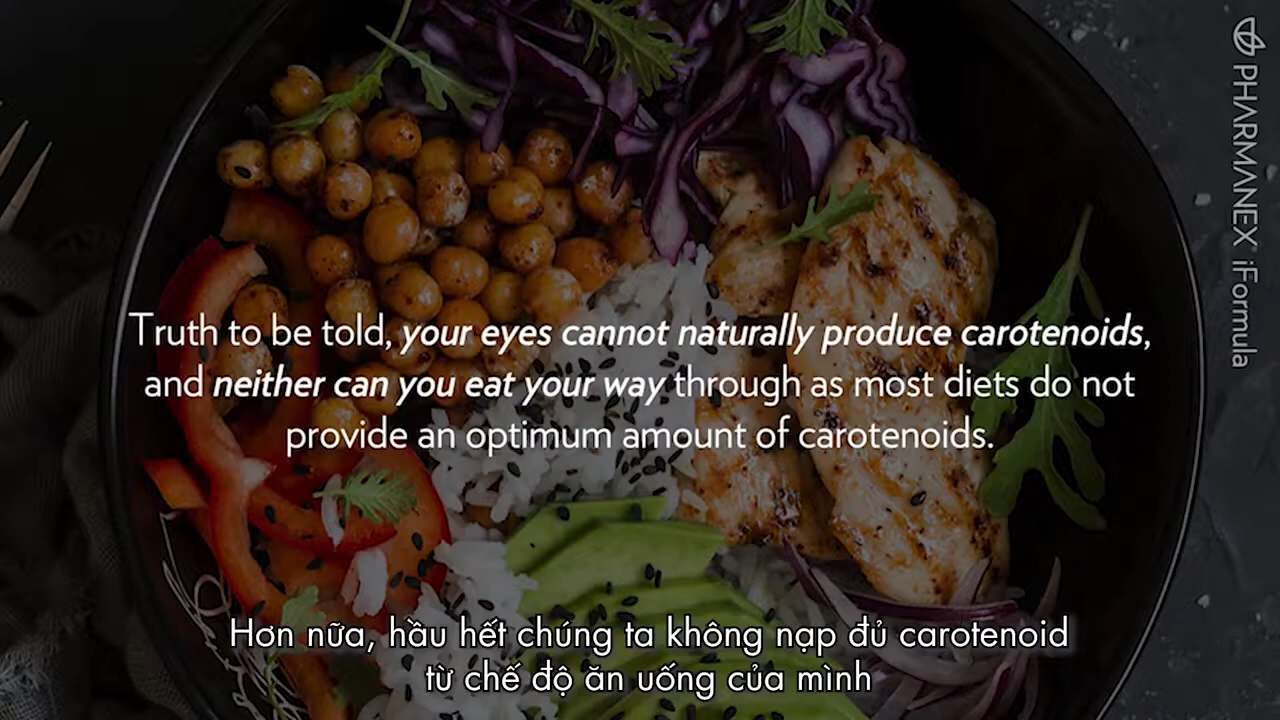 Truth to be told, your eyes cannot naturally produce carotenoids,
and neither can you eat your way through as most diets do not
provide an optimum amount of carotenoids.
Hơn nữa, hầu hết chúng ta không nạp đủ carotenoid
từ chế độ ăn uống của mình
PHARMANEX iFormula